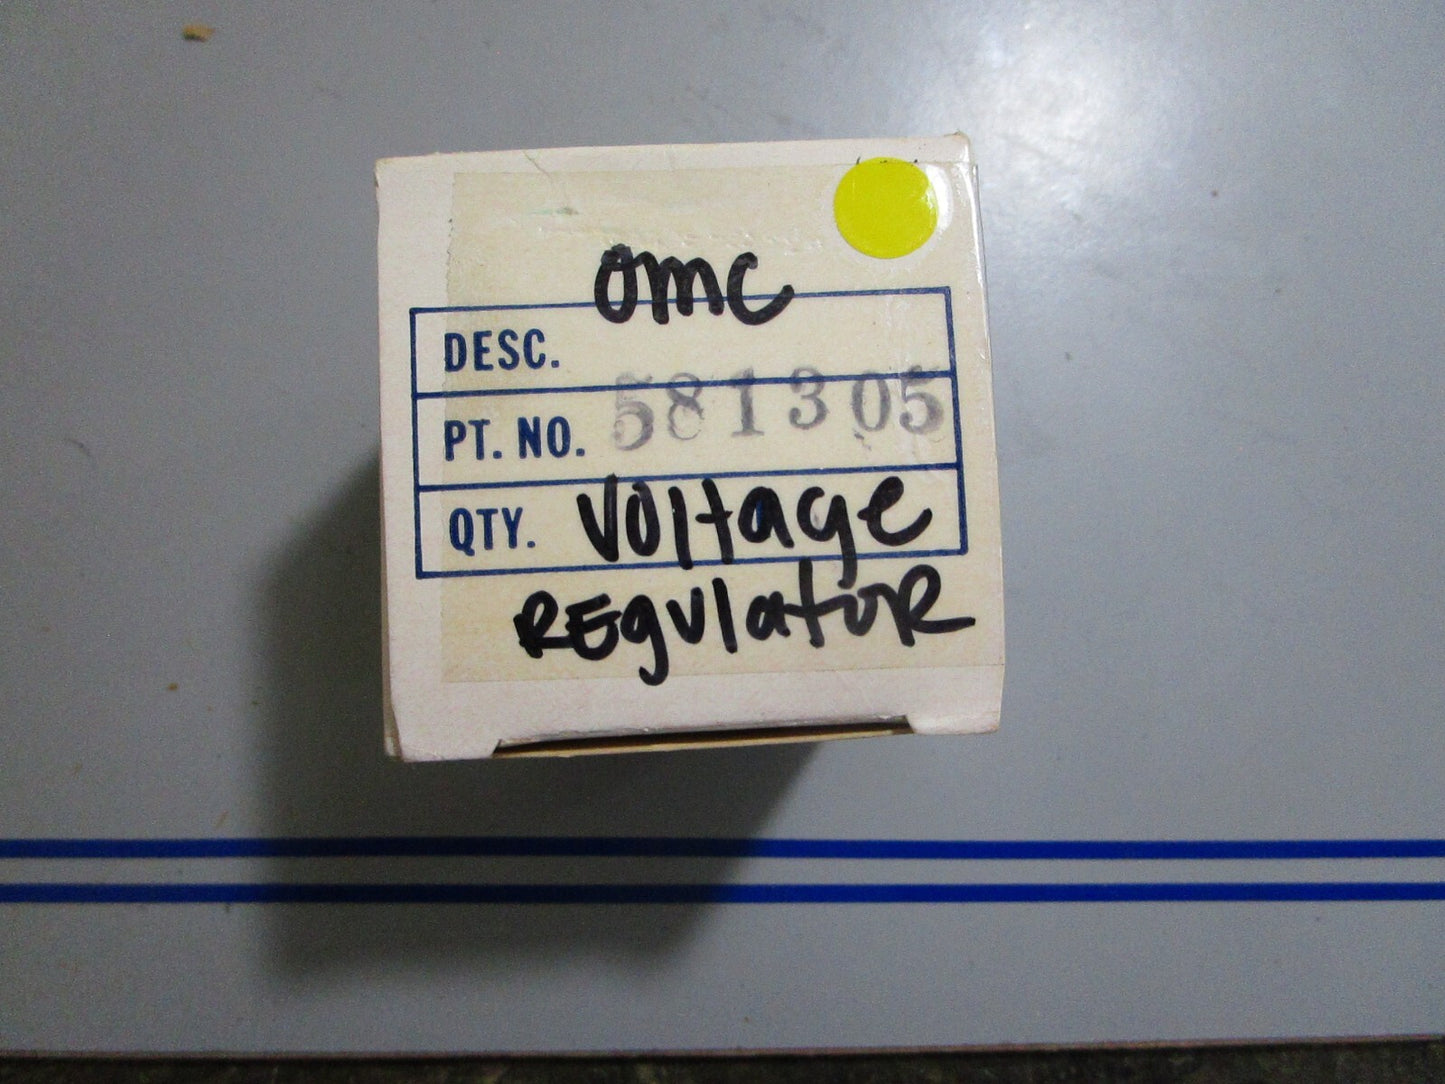 omc
DESC.
PT. NO. 581305
QTY. Voltage
REgulatoR